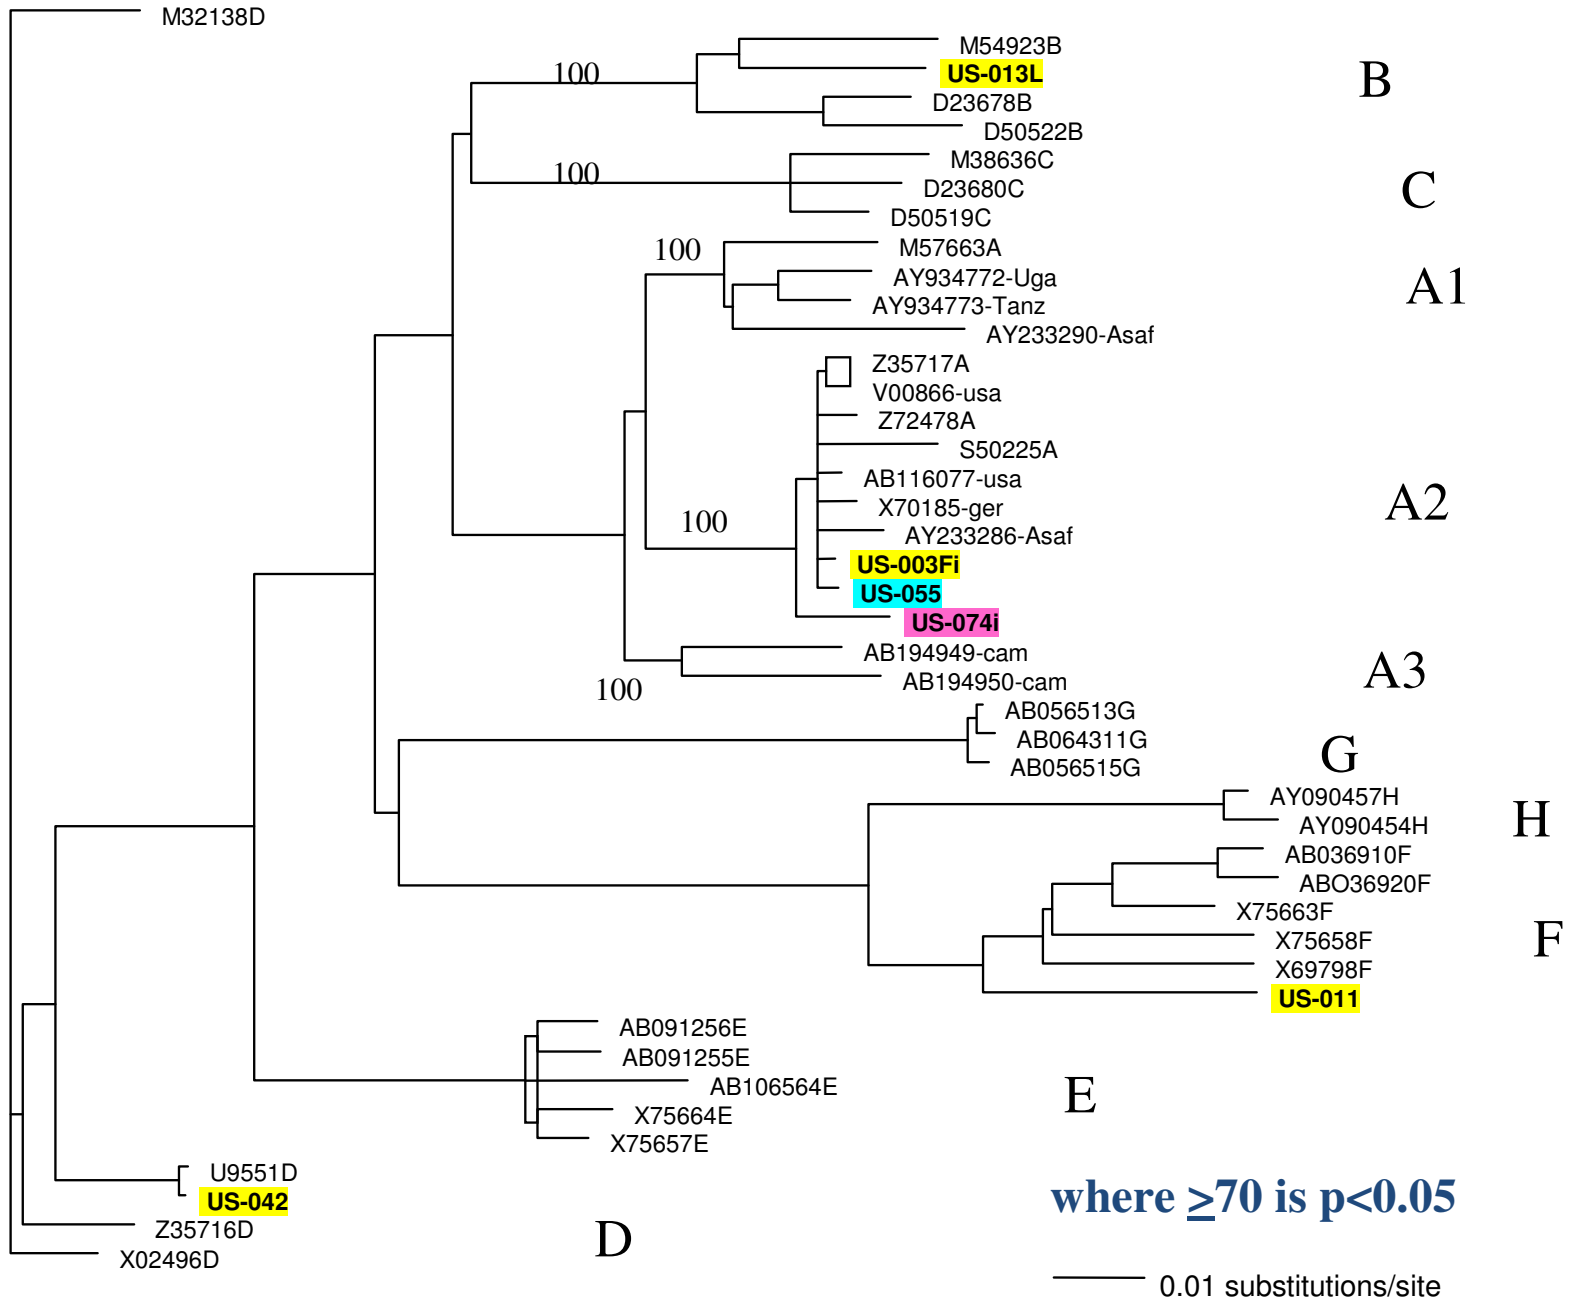 M32138D
M54923B
100
US-013L
B
D23678B
D50522B
M38636C
100
D23680C
C
D50519C
100
M57663A
AY934772-Uga
A1
AY934773-Tanz
AY233290-Asaf
Z35717A
V00866-usa
Z72478A
S50225A
AB116077-usa
X70185-ger
A2
100
AY233286-Asaf
US-003Fi
US-055
US-074i
AB194949-cam
A3
AB194950-cam
100
AB056513G
AB064311G
G
AB056515G
AY090457H
H
AY090454H
AB036910F
ABO36920F
X75663F
F
X75658F
X69798F
US-011
AB091256E
AB091255E
AB106564E
E
X75664E
X75657E
U9551D
US-042
where ≥70 is p<0.05
Z35716D
D
X02496D
0.01 substitutions/site